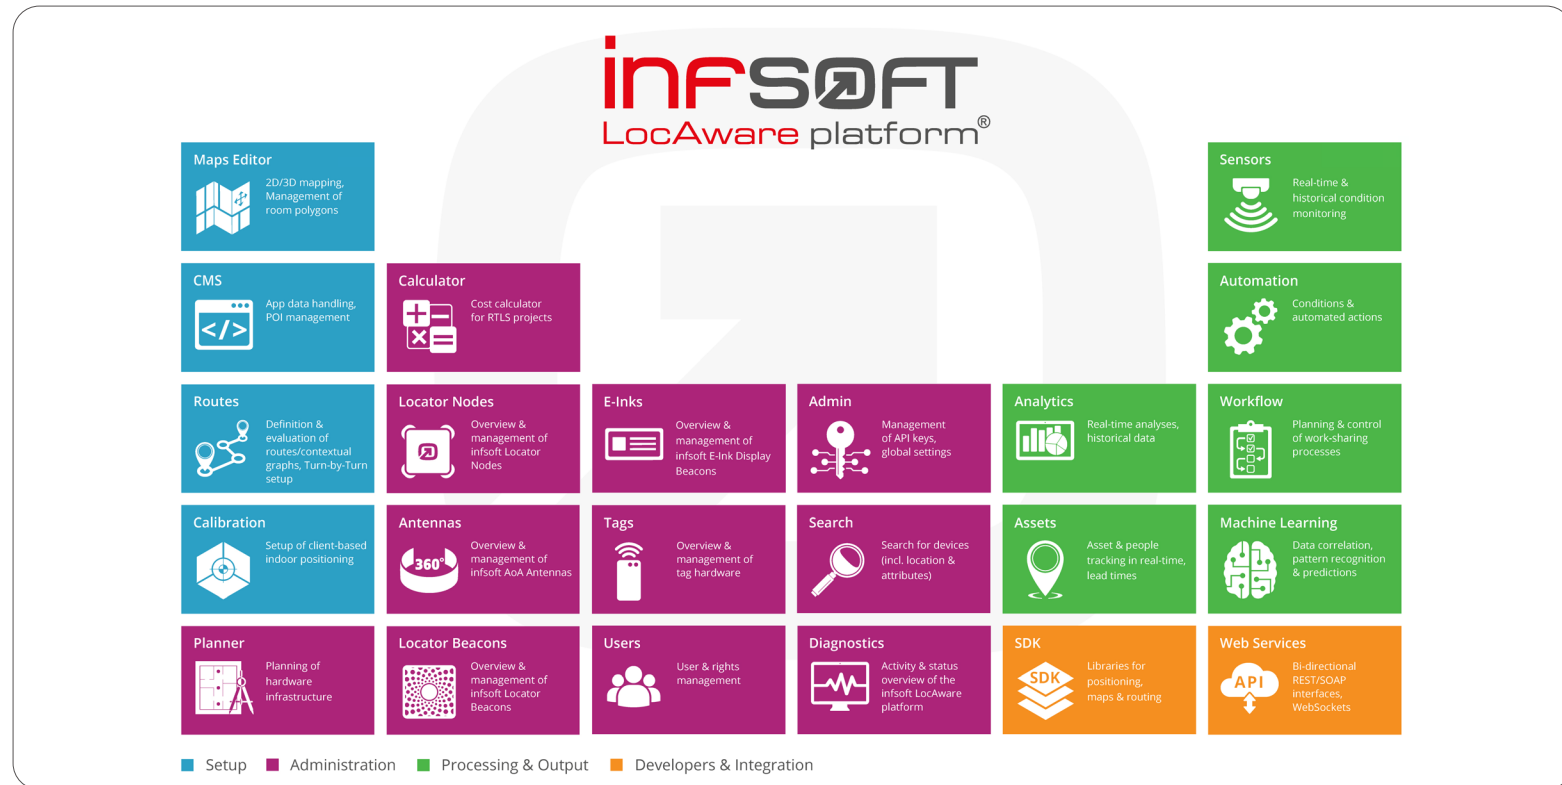 infsoft
LocAware platform®
Maps Editor
2D/3D mapping,
Management of
room polygons
Sensors
Real-time &
historical condition
monitoring
CMS
</>
App data handling,
POI management
Calculator
Cost calculator
for RTLS projects
Automation
Conditions &
automated actions
Routes
Definition &
evaluation of
routes/contextual
graphs, Turn-by-Turn
setup
Locator Nodes
Overview &
management of
infsoft Locator
Nodes
E-Inks
Overview &
management of
infsoft E-Ink Display
Beacons
Admin
Management
of API keys,
global settings
Analytics
Real-time analyses,
historical data
Workflow
Planning & control
of work-sharing
processes
Calibration
Setup of client-based
indoor positioning
Antennas
360°
Overview &
management of
infsoft AoA Antennas
Tags
Overview &
management of
tag hardware
Search
Search for devices
(incl. location &
attributes)
Assets
Asset & people
tracking in real-time,
lead times
Machine Learning
Data correlation,
pattern recognition
& predictions
Planner
Planning of
hardware
infrastructure
Locator Beacons
Overview &
management of
infsoft Locator
Beacons
Users
User & rights
management
Diagnostics
Activity & status
overview of the
infsoft LocAware
platform
SDK
SDK
Libraries for
positioning,
maps & routing
Web Services
API
Bi-directional
REST/SOAP
interfaces,
WebSockets
Setup
Administration
Processing & Output
Developers & Integration